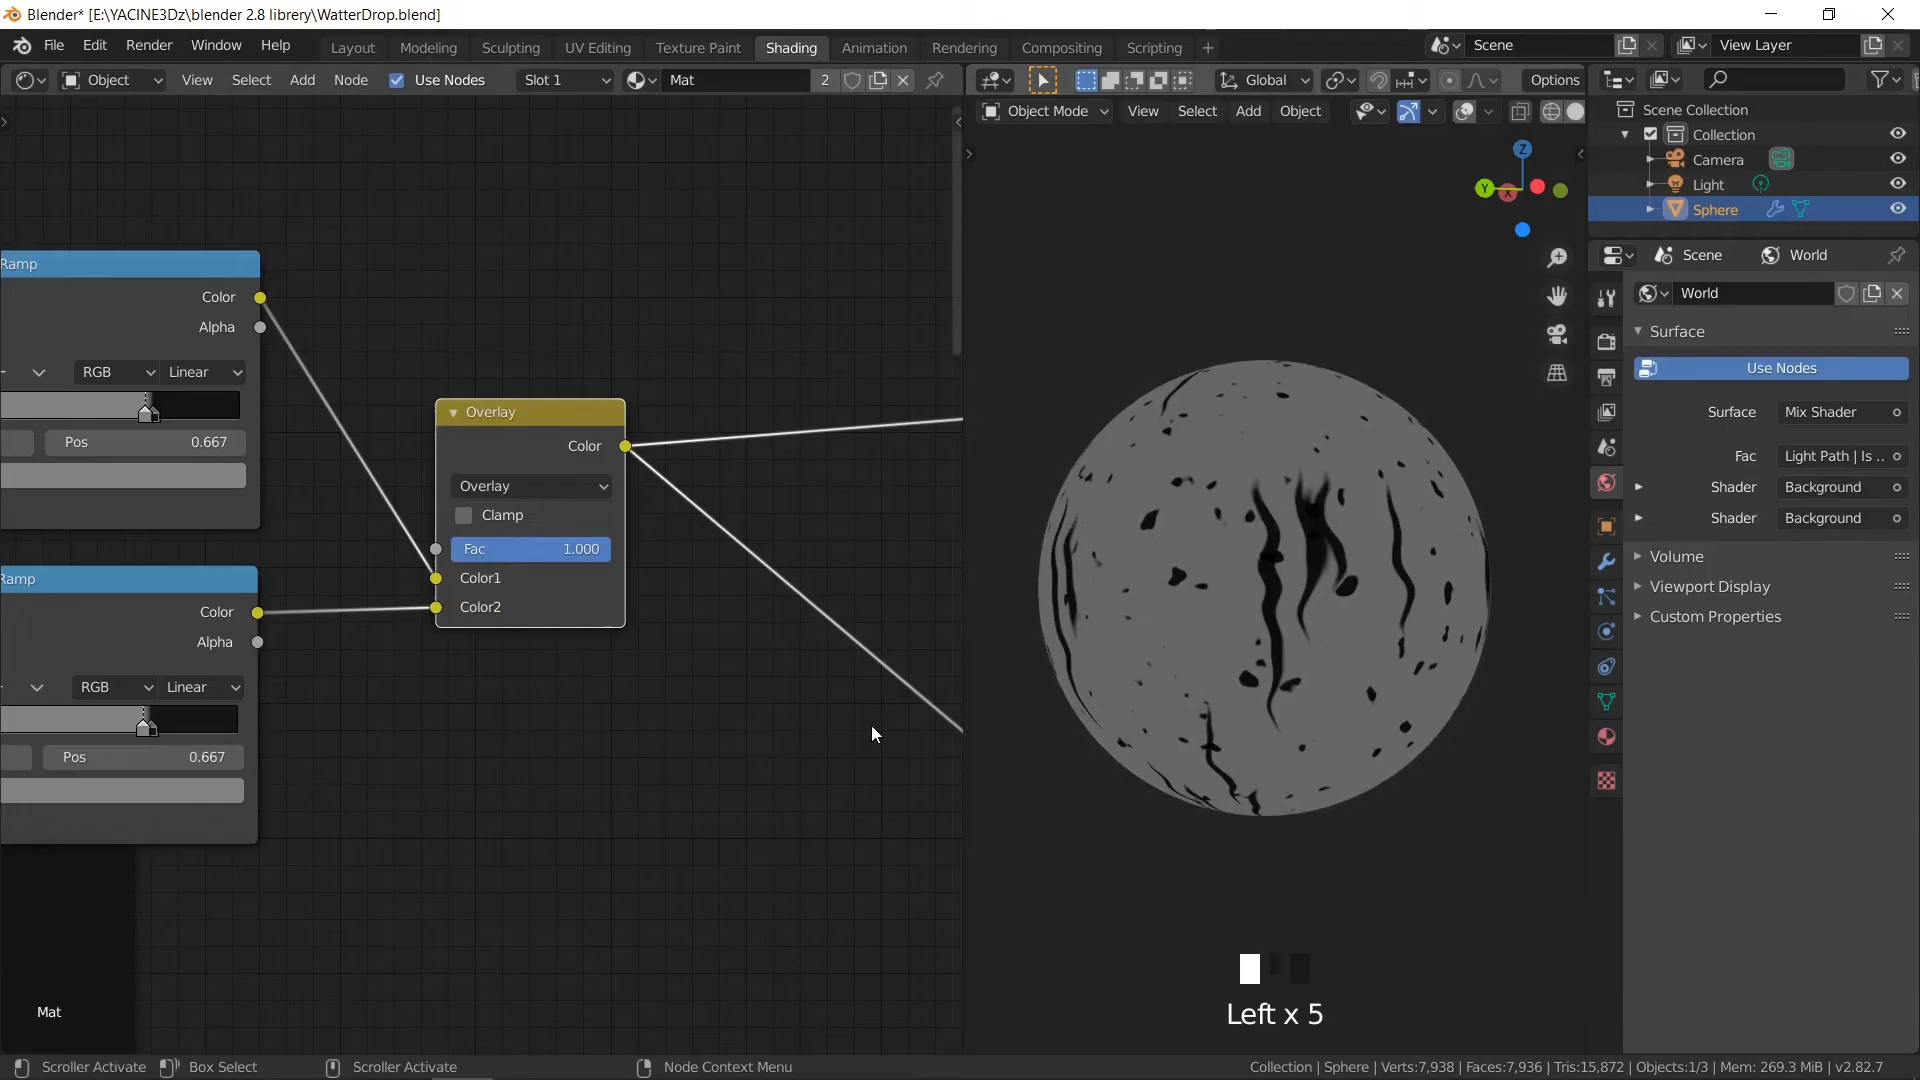 Blender* [E:\YACINE3Dz\blender 2.8 librery\WatterDrop.blend]
File Edit Render Window Help Layout Modeling Sculpting UV Editing Texture Paint Shading Animation Rendering Compositing Scripting + Scene View Layer
Object View Select Add Node Use Nodes Slot 1 Mat 2 Global Options
Object Mode View Select Add Object
Scene Collection
Collection
Camera
Light
Sphere
Z
Y X
Scene World
World
Surface
Use Nodes
Surface Mix Shader
Fac Light Path | Is ..
Shader Background
Shader Background
Volume
Viewport Display
Custom Properties
Ramp
Color
Alpha
RGB Linear
Pos 0.667
Overlay
Color
Overlay
Clamp
Fac 1.000
Color1
Color2
Ramp
Color
Alpha
RGB Linear
Pos 0.667
Mat
Left x 5
Scroller Activate Box Select Scroller Activate Node Context Menu Collection | Sphere | Verts:7,938 | Faces:7,936 | Tris:15,872 | Objects:1/3 | Mem: 269.3 MiB | v2.82.7